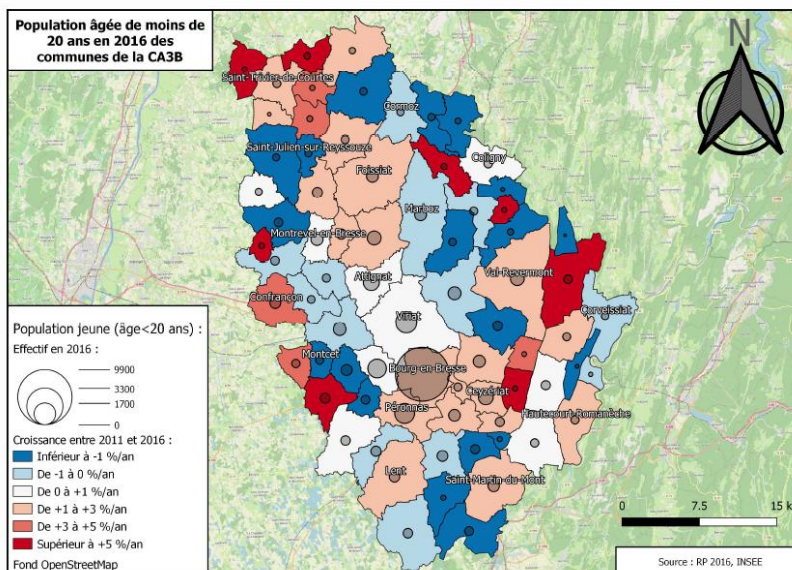 Population âgée de moins de
20 ans en 2016 des
communes de la CA3B
N
Saint-Trivier-de-Courtes
Cormoz
Saint-Julien-sur-Reyssouze
Coligny
Foissiat
Marboz
Montrevel-en-Bresse
Attignat
Val-Revermont
Confrançon
Corveissiat
Viriat
Montcet
Bourg-en-Bresse
Ceyzériat
Péronnas
Hautecourt-Romanèche
Lent
Saint-Martin-du-Mont
Population jeune (âge<20 ans) :
Effectif en 2016 :
9900
3300
1700
0
Croissance entre 2011 et 2016 :
Inférieur à -1 %/an
De -1 à 0 %/an
De 0 à +1 %/an
De +1 à +3 %/an
De +3 à +5 %/an
Supérieur à +5 %/an
Fond OpenStreetMap
0 7.5 15 k
Source : RP 2016, INSEE